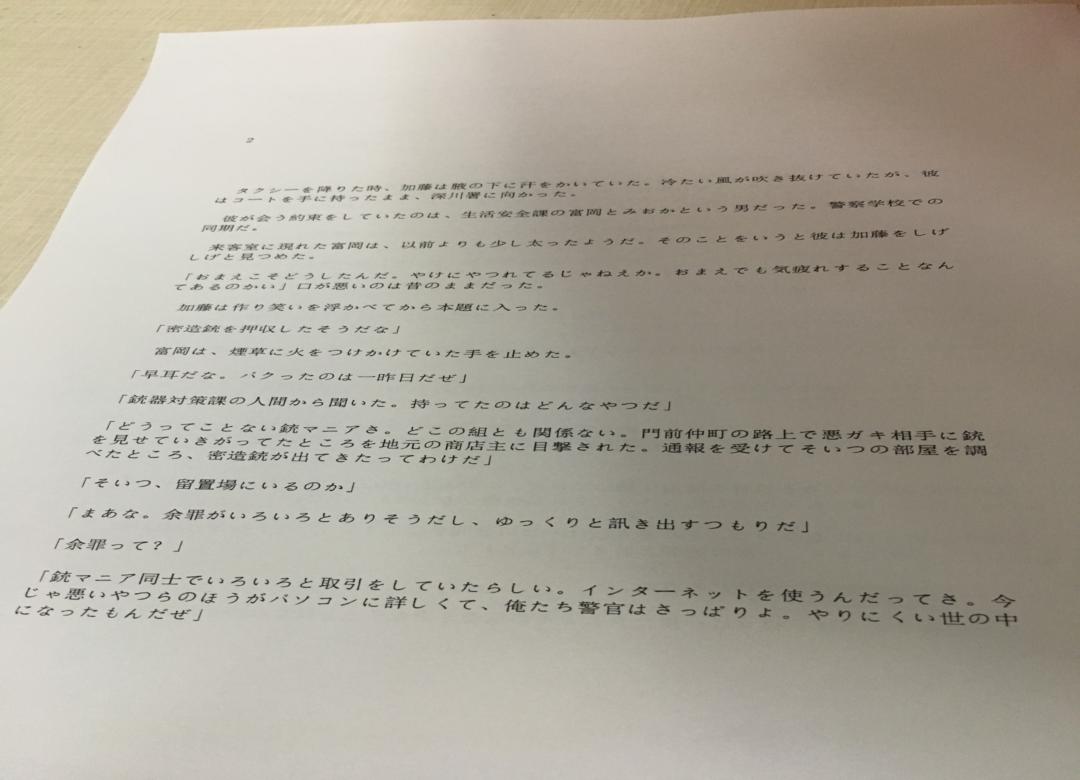 2
タクシーを降りた時、加藤は腋の下に汗をかいていた。冷たい風が吹き抜けていたが、彼
はコートを手に持ったまま、深川署に向かった。
彼が会う約束をしていたのは、生活安全課の富岡とみおかという男だった。警察学校での
同期だ。
来客室に現れた富岡は、以前よりも少し太ったようだ。そのことをいうと彼は加藤をしげ
しげと見つめた。
「おまえこそどうしたんだ。やけにやつれてるじゃねえか。おまえでも気疲れすることなん
てあるのかい」口が悪いのは昔のままだった。
加藤は作り笑いを浮かべてから本題に入った。
「密造銃を押収したそうだな」
富岡は、煙草に火をつけかけていた手を止めた。
「早耳だな。パクったのは一昨日だぜ」
「銃器対策課の人間から聞いた。持ってたのはどんなやつだ」
「どうってことない銃マニアさ。どこの組とも関係ない。門前仲町の路上で悪ガキ相手に銃
を見せていきがってたところを地元の商店主に目撃された。通報を受けてそいつの部屋を調
べたところ、密造銃が出てきたってわけだ」
「そいつ、留置場にいるのか」
「まあな。余罪がいろいろとありそうだし、ゆっくりと訊き出すつもりだ」
「余罪って？」
「銃マニア同士でいろいろと取引をしていたらしい。インターネットを使うんだってさ。今
じゃ悪いやつらのほうがパソコンに詳しくて、俺たち警官はさっぱりよ。やりにくい世の中
になったもんだぜ」